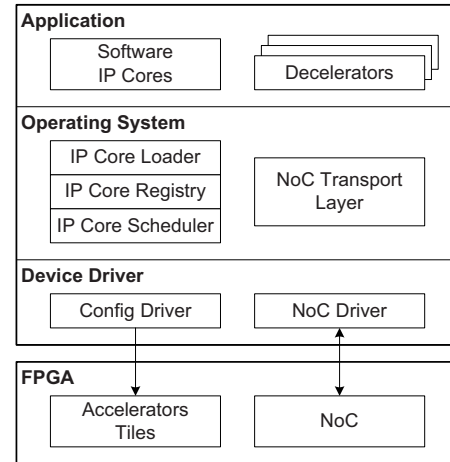 Application
Software
IP Cores
Decelerators
Operating System
IP Core Loader
IP Core Registry
IP Core Scheduler
NoC Transport
Layer
Device Driver
Config Driver
NoC Driver
FPGA
Accelerators
Tiles
NoC